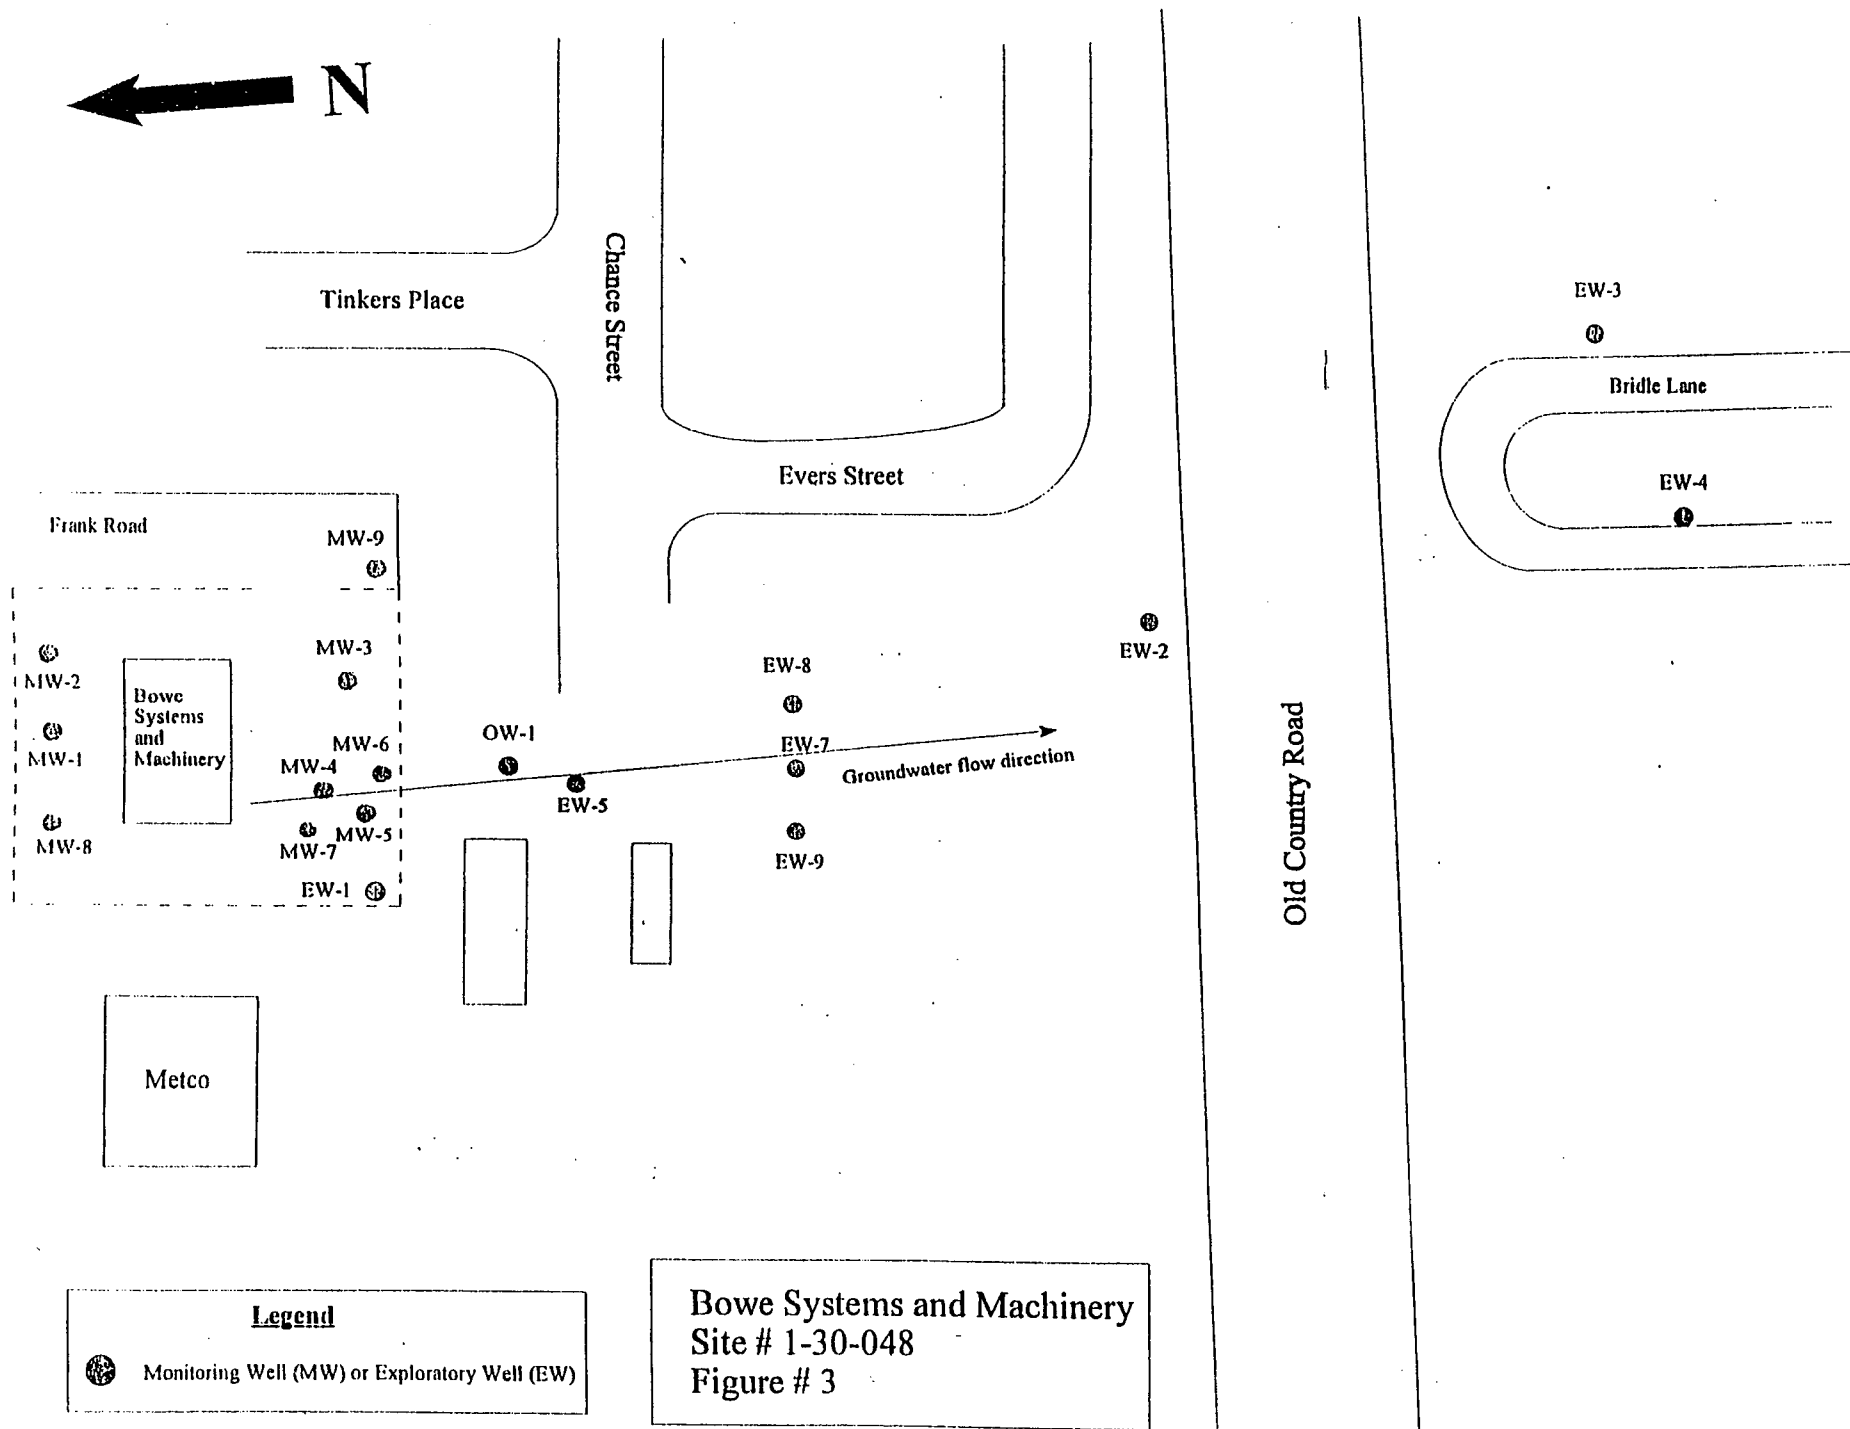 N
Chance Street
Tinkers Place
EW-3
Bridle Lane
Evers Street
EW-4
Frank Road
MW-9
MW-3
EW-2
MW-2
EW-8
Bowe
Systems
and
Machinery
OW-1
MW-6
EW-7
MW-1
MW-4
Groundwater flow direction
Old Country Road
EW-5
MW-5
MW-8
MW-7
EW-9
EW-1
Metco
Legend
Monitoring Well (MW) or Exploratory Well (EW)
Bowe Systems and Machinery
Site # 1-30-048
Figure # 3